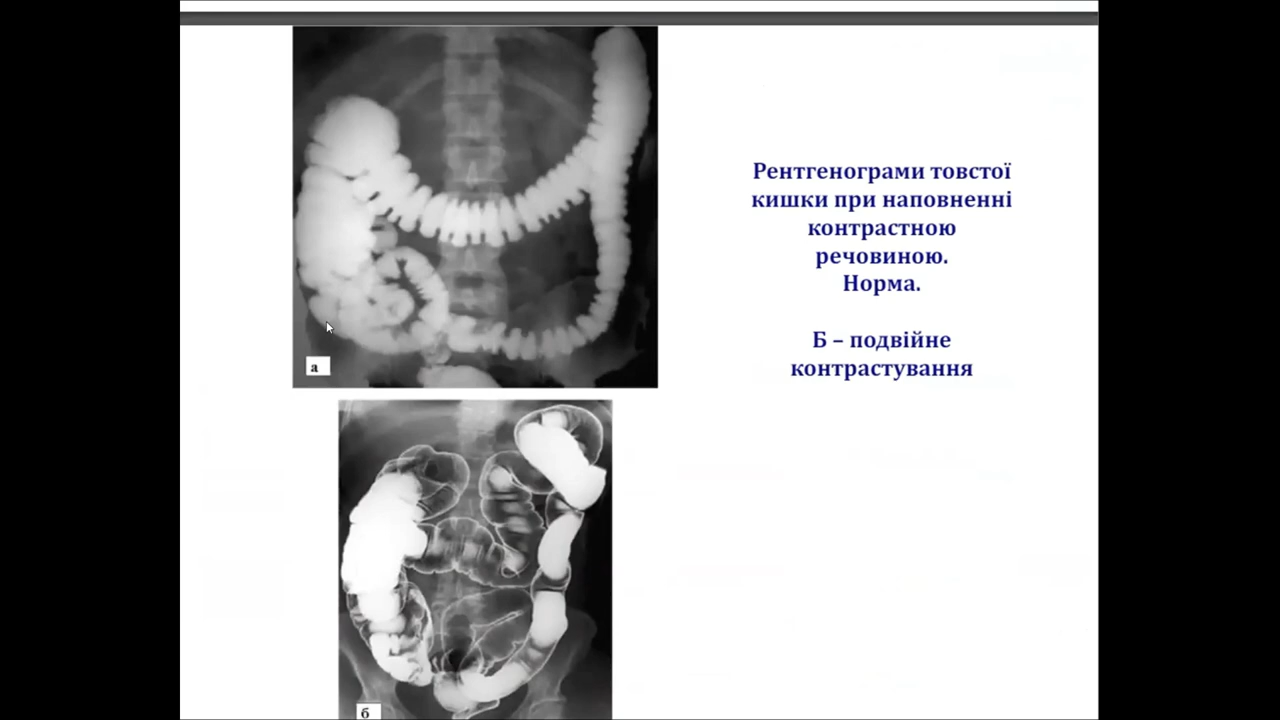 Рентгенограми товстої
кишки при наповненні
контрастною
речовиною.
Норма.
Б – подвійне
контрастування
а
б